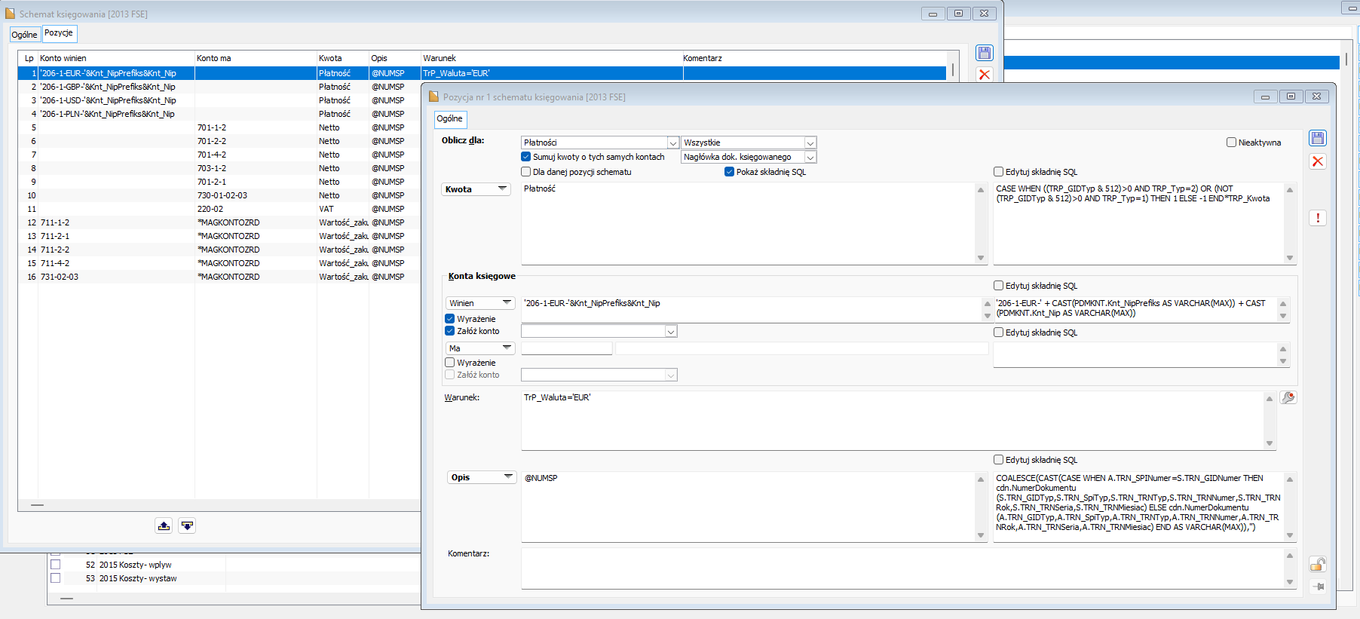 Schemat księgowania [2013 FSE]
Ogólne Pozycje
Lp Konto winien Konto ma Kwota Opis Warunek Komentarz
1 '206-1-EUR-'&Knt_NipPrefiks&Knt_Nip Płatność @NUMSP TrP_Waluta='EUR'
2 '206-1-GBP-'&Knt_NipPrefiks&Knt_Nip Płatność @NUMSP
3 '206-1-USD-'&Knt_NipPrefiks&Knt_Nip Płatność @NUMSP
4 '206-1-PLN-'&Knt_NipPrefiks&Knt_Nip Płatność @NUMSP
5 701-1-2 Netto @NUMSP
6 701-2-2 Netto @NUMSP
7 701-4-2 Netto @NUMSP
8 703-1-2 Netto @NUMSP
9 701-2-1 Netto @NUMSP
10 730-01-02-03 Netto @NUMSP
11 220-02 VAT @NUMSP
12 711-1-2 *MAGKONTOZRD Wartość_zaku @NUMSP
13 711-2-1 *MAGKONTOZRD Wartość_zaku @NUMSP
14 711-2-2 *MAGKONTOZRD Wartość_zaku @NUMSP
15 711-4-2 *MAGKONTOZRD Wartość_zaku @NUMSP
16 731-02-03 *MAGKONTOZRD Wartość_zaku @NUMSP
52 2015 Koszty- wplyw
53 2015 Koszty- wystaw
Pozycja nr 1 schematu księgowania [2013 FSE]
Ogólne
Oblicz dla: Płatności Wszystkie Nieaktywna
Sumuj kwoty o tych samych kontach Nagłówka dok. księgowanego
Dla danej pozycji schematu Pokaż składnię SQL Edytuj składnię SQL
Kwota Płatność CASE WHEN ((TRP_GIDTyp & 512)>0 AND TRP_Typ=2) OR (NOT
(TRP_GIDTyp & 512)>0 AND TRP_Typ=1) THEN 1 ELSE -1 END*TRP_Kwota
Konta księgowe
Edytuj składnię SQL
Winien '206-1-EUR-'&Knt_NipPrefiks&Knt_Nip '206-1-EUR-' + CAST(PDMKNT.Knt_NipPrefiks AS VARCHAR(MAX)) + CAST
(PDMKNT.Knt_Nip AS VARCHAR(MAX))
Wyrażenie
Załóż konto Edytuj składnię SQL
Ma
Wyrażenie
Załóż konto
Warunek: TrP_Waluta='EUR'
Edytuj składnię SQL
Opis @NUMSP COALESCE(CAST(CASE WHEN A.TRN_SPINumer=S.TRN_GIDNumer THEN
cdn.NumerDokumentu
(S.TRN_GIDTyp,S.TRN_SpiTyp,S.TRN_TRNTyp,S.TRN_TRNNumer,S.TRN_TRN
Rok,S.TRN_TRNSeria,S.TRN_TRNMiesiac) ELSE cdn.NumerDokumentu
(A.TRN_GIDTyp,A.TRN_SpiTyp,A.TRN_TRNTyp,A.TRN_TRNNumer,A.TRN_TR
NRok,A.TRN_TRNSeria,A.TRN_TRNMiesiac) END AS VARCHAR(MAX)),'')
Komentarz: